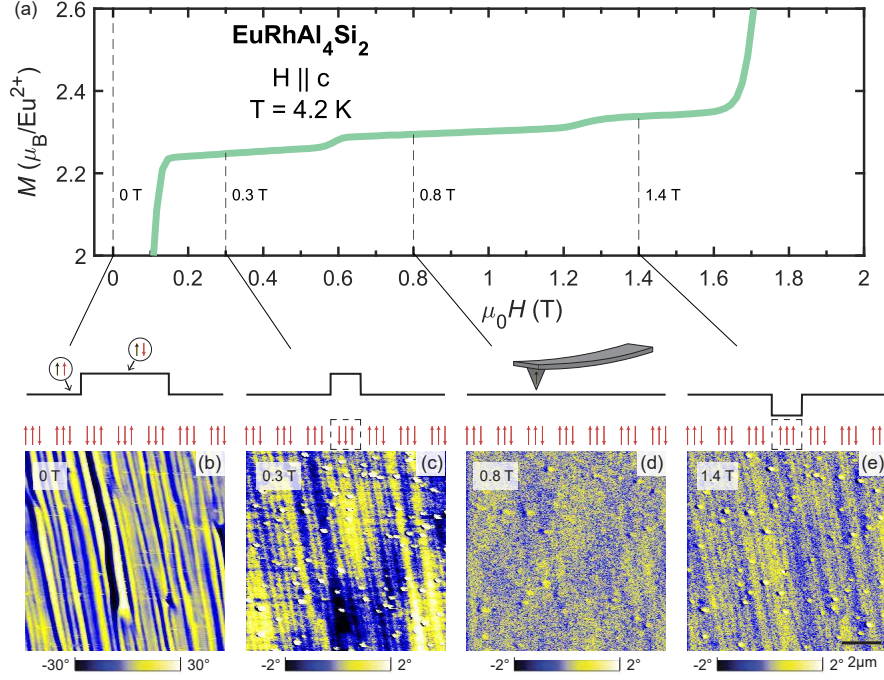 (a)
EuRhAl₄Si₂
H || c
T = 4.2 K
M (μ_B/Eu²⁺)
2.6
2.4
2.2
2
0 T
0.3 T
0.8 T
1.4 T
0 0.2 0.4 0.6 0.8 1 1.2 1.4 1.6 1.8 2
μ₀H (T)
↑↑ ↑↓
↑↑↓ ↑↑↓ ↓↓↑ ↓↓↑ ↓↓↑ ↑↑↓ ↑↑↓
↑↑↓ ↑↑↓ ↓↓↑ ↑↓↓ ↑↑↓ ↑↑↓
0 T (b)
0.3 T (c)
0.8 T (d)
1.4 T (e)
-30° 30°
-2° 2°
-2° 2°
-2° 2° 2μm